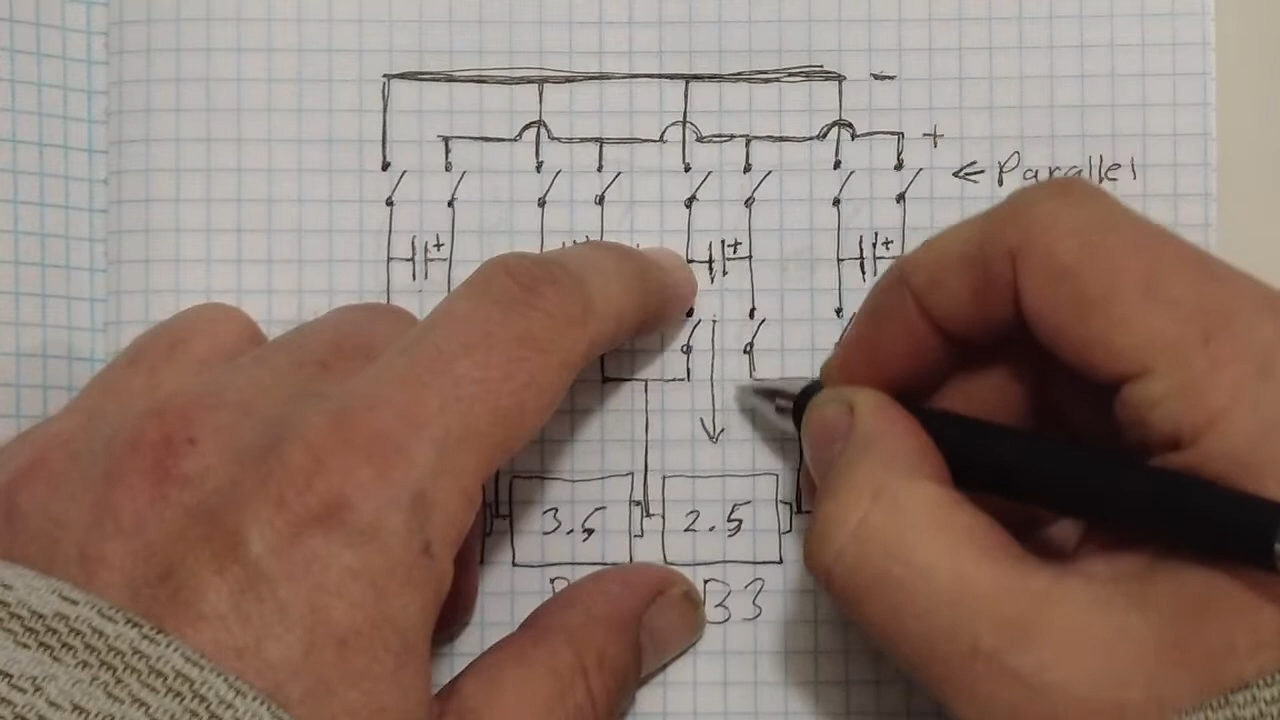 -
+
← Parallel
+ + +
3.5 2.5
B3